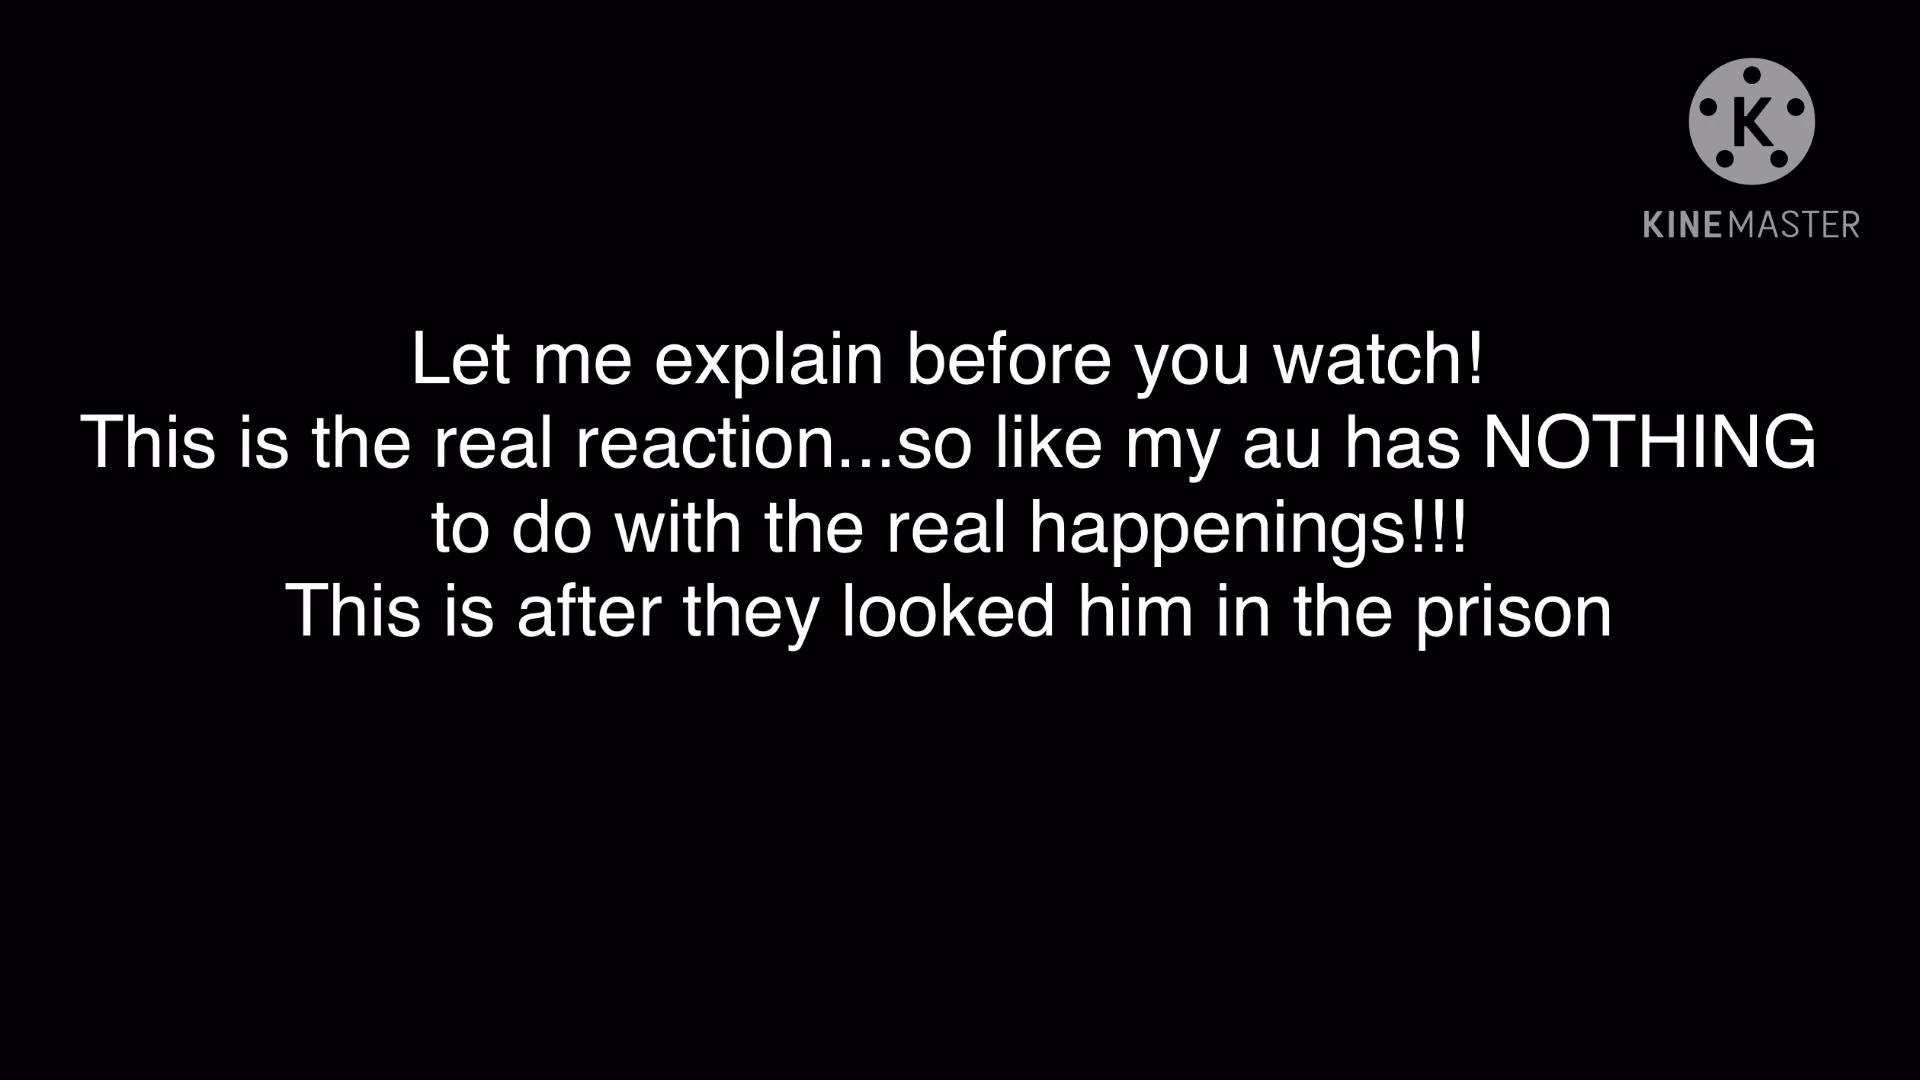 K
KINEMASTER
Let me explain before you watch!
This is the real reaction...so like my au has NOTHING
to do with the real happenings!!!
This is after they looked him in the prison